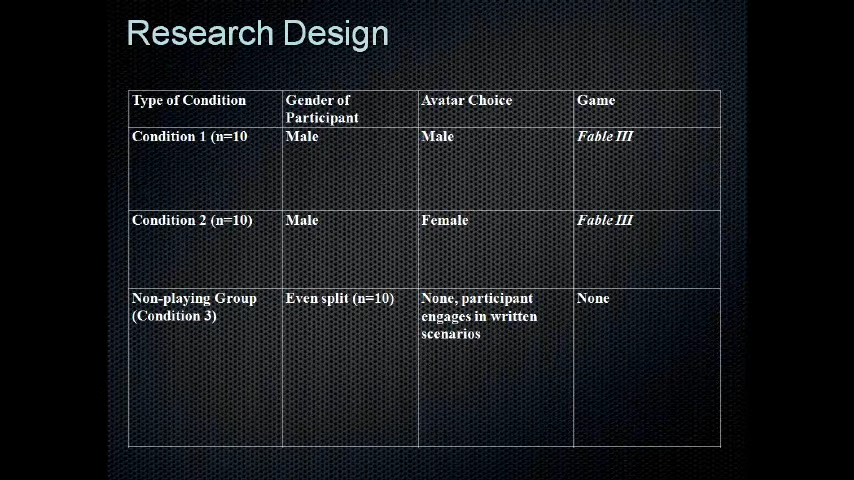 Research Design
Type of Condition
Gender of
Participant
Avatar Choice
Game
Condition 1 (n=10
Male
Male
Fable III
Condition 2 (n=10)
Male
Female
Fable III
Non-playing Group
(Condition 3)
Even split (n=10)
None, participant
engages in written
scenarios
None